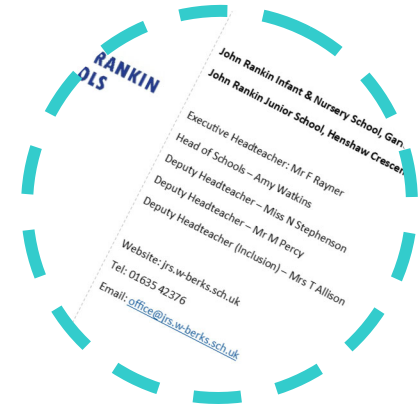 RANKIN
OLS
John Rankin Infant & Nursery School,
John Rankin Junior School, Henshaw
Executive Headteacher: Mr F Rayner
Head of Schools – Amy Watkins
Deputy Headteacher – Miss N Stephenson
Deputy Headteacher – Mr M Percy
Deputy Headteacher (Inclusion) – Mrs T Allison
Website: jrs.w-berks.sch.uk
Tel: 01635 42376
Email: office@jrs.w-berks.sch.uk